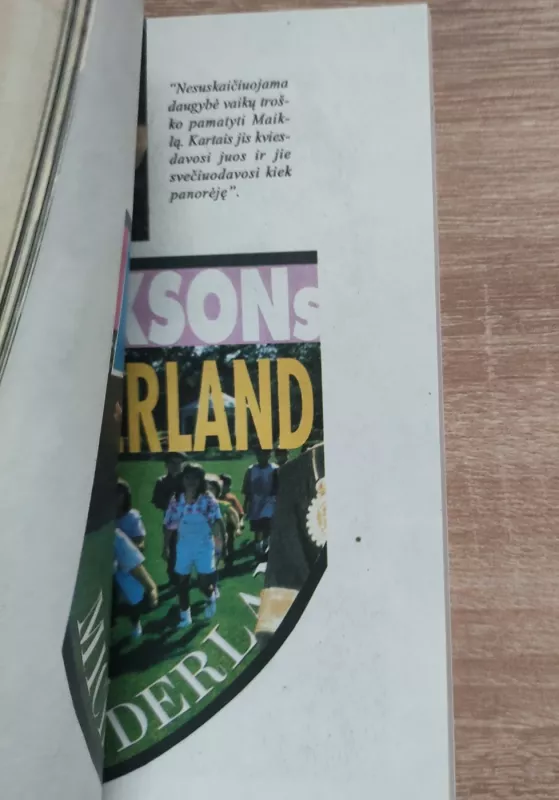 “Nesuskaičiuojama
daugybė vaikų troš-
ko pamatyti Maik-
lą. Kartais jis kvies-
davosi juos ir jie
svečiuodavosi kiek
panorėję”.
KSONs
ERLAND
MIC
DERLA